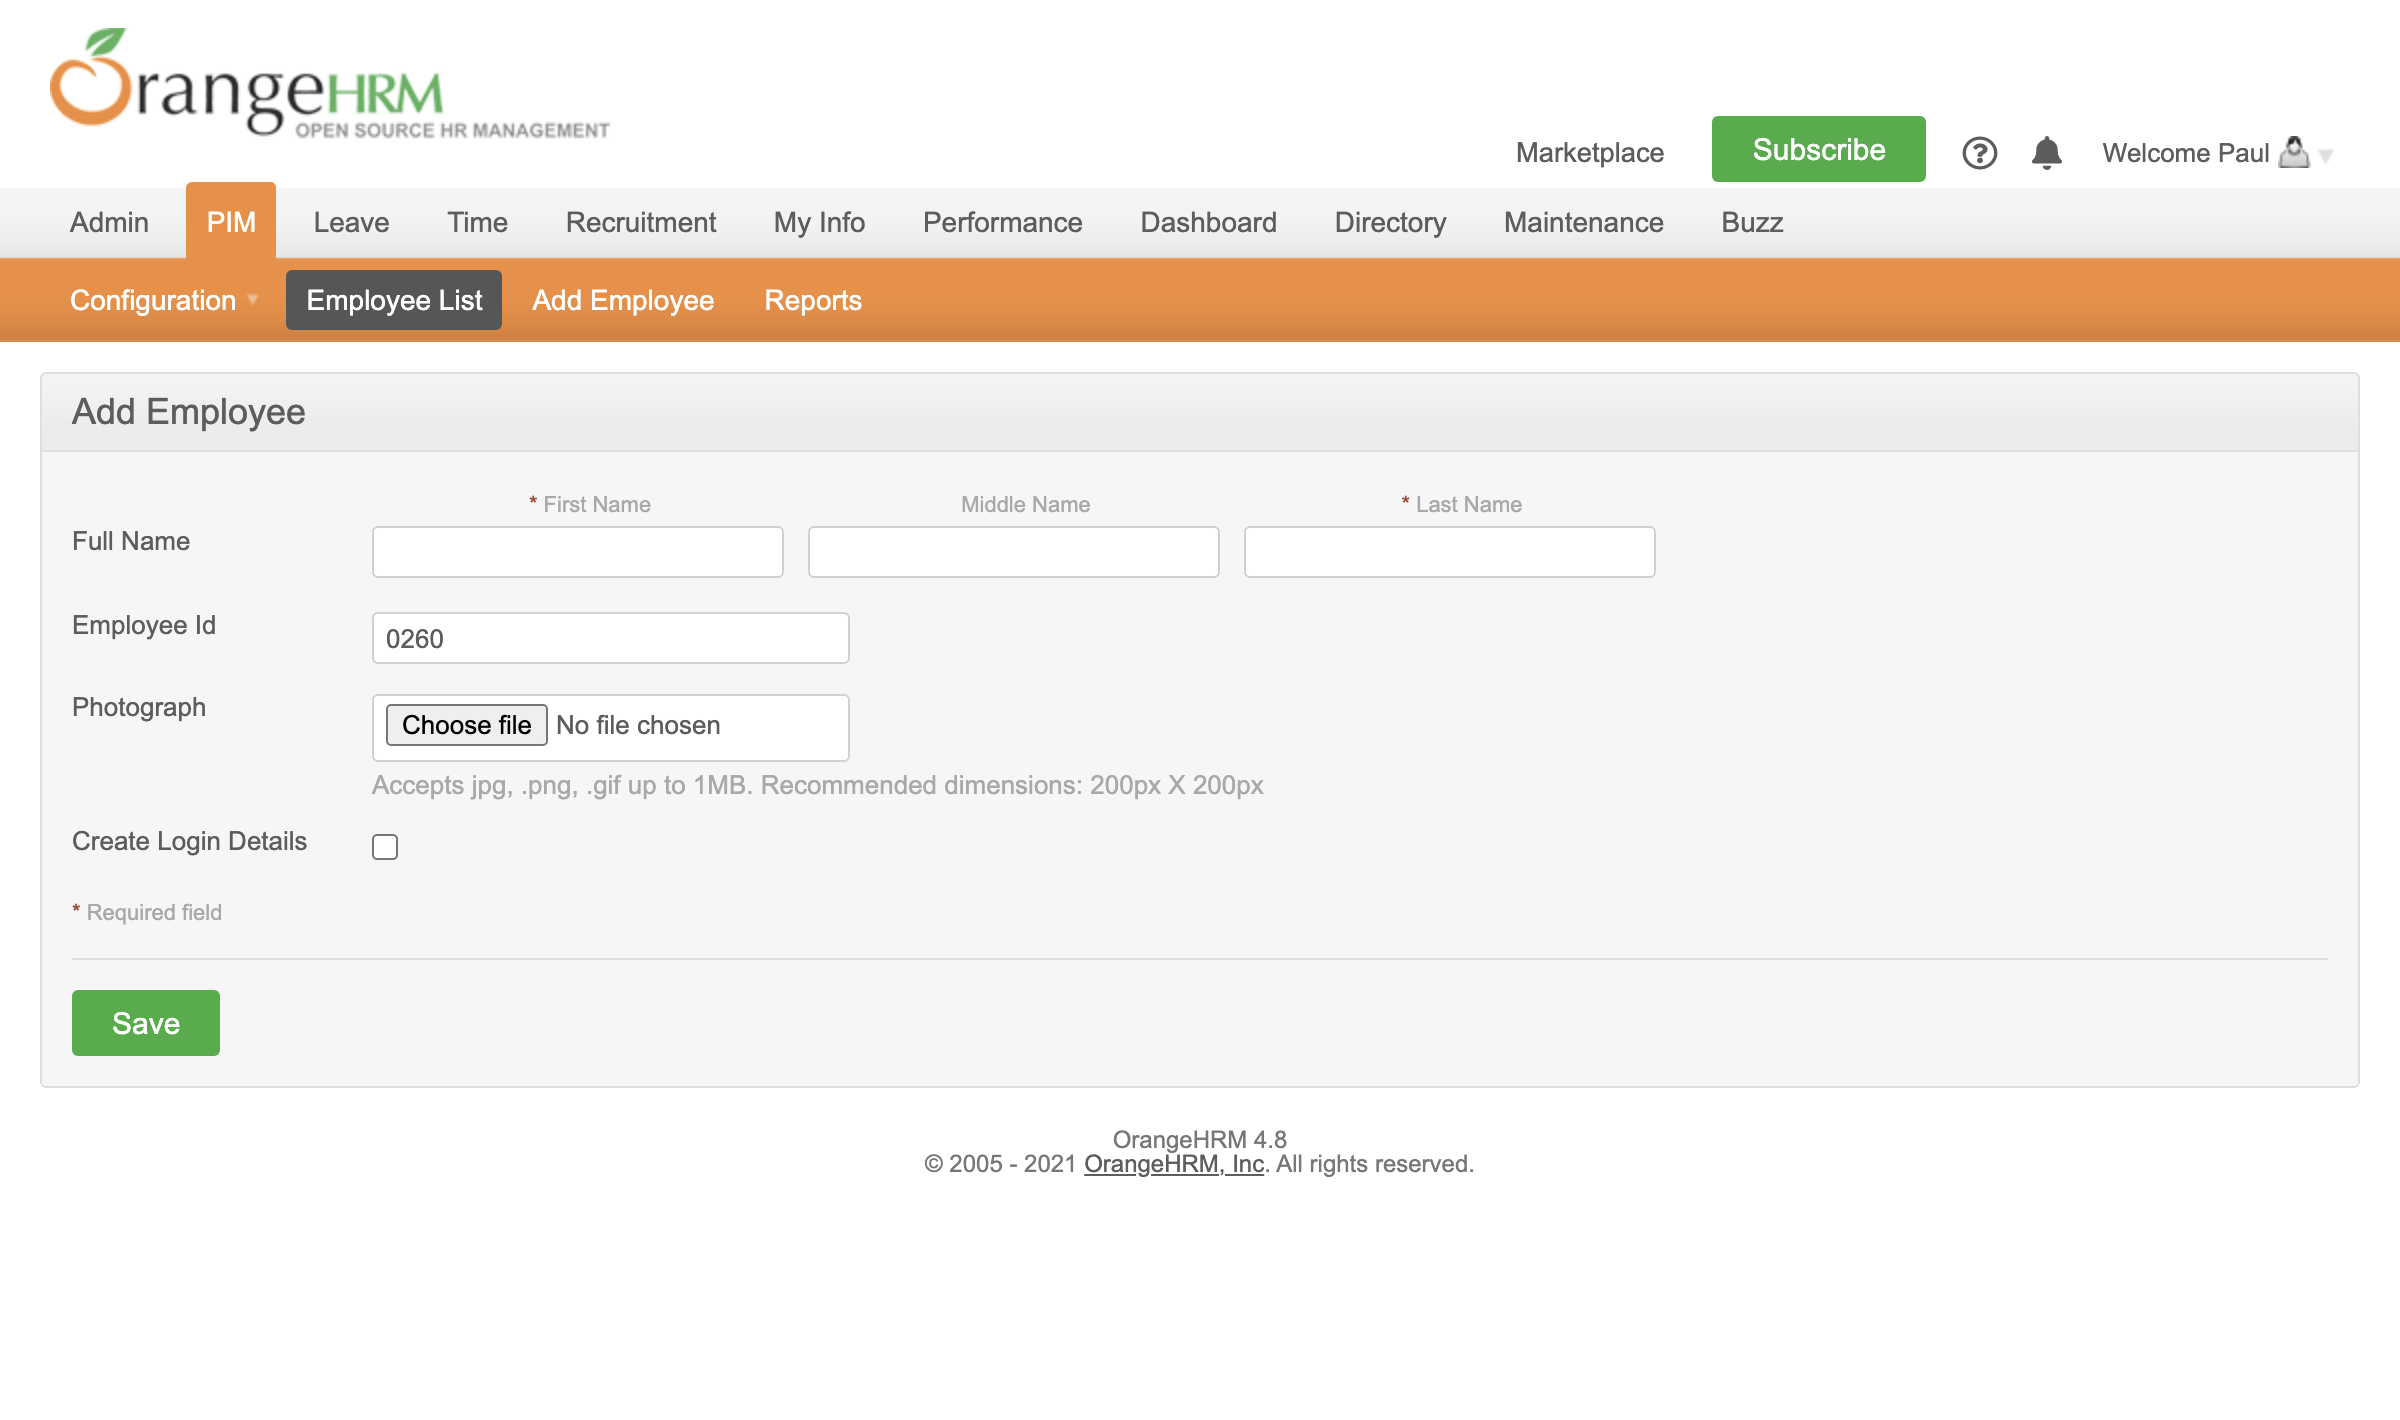 OrangeHRM
OPEN SOURCE HR MANAGEMENT
Marketplace Subscribe Welcome Paul
Admin PIM Leave Time Recruitment My Info Performance Dashboard Directory Maintenance Buzz
Configuration Employee List Add Employee Reports
Add Employee
* First Name Middle Name * Last Name
Full Name
Employee Id 0260
Photograph Choose file No file chosen
Accepts jpg, .png, .gif up to 1MB. Recommended dimensions: 200px X 200px
Create Login Details
* Required field
Save
OrangeHRM 4.8
© 2005 - 2021 OrangeHRM, Inc. All rights reserved.